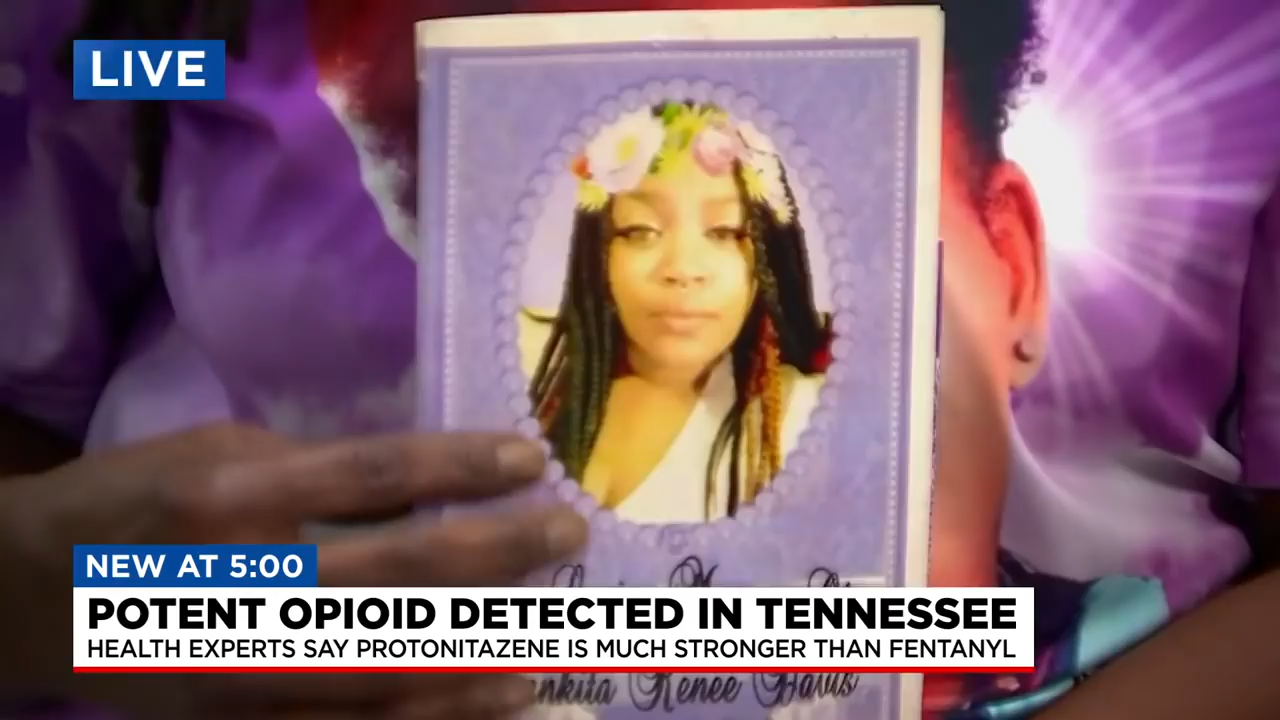 LIVE
NEW AT 5:00
POTENT OPIOID DETECTED IN TENNESSEE
HEALTH EXPERTS SAY PROTONITAZENE IS MUCH STRONGER THAN FENTANYL
Renee Davis